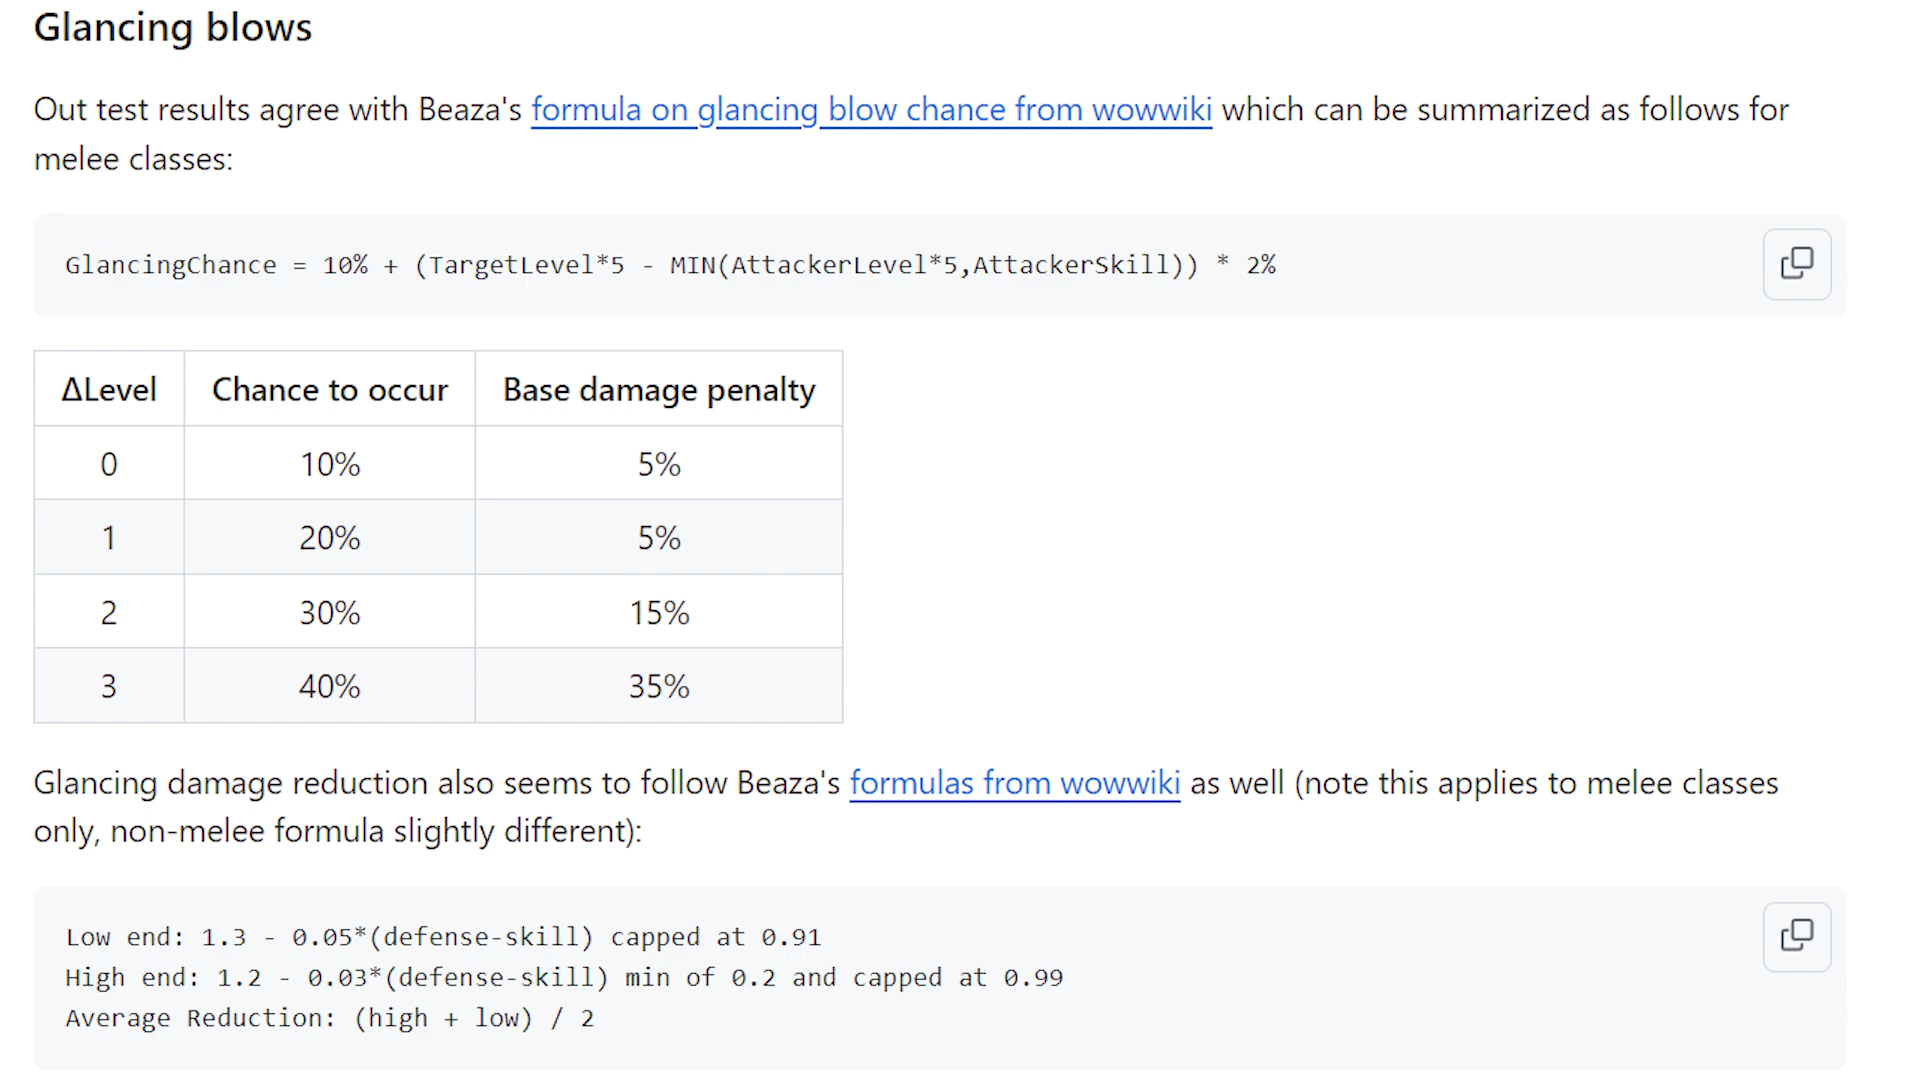 Glancing blows
Out test results agree with Beaza's formula on glancing blow chance from wowwiki which can be summarized as follows for
melee classes:
GlancingChance = 10% + (TargetLevel*5 - MIN(AttackerLevel*5,AttackerSkill)) * 2%
ΔLevel Chance to occur Base damage penalty
0 10% 5%
1 20% 5%
2 30% 15%
3 40% 35%
Glancing damage reduction also seems to follow Beaza's formulas from wowwiki as well (note this applies to melee classes
only, non-melee formula slightly different):
Low end: 1.3 - 0.05*(defense-skill) capped at 0.91
High end: 1.2 - 0.03*(defense-skill) min of 0.2 and capped at 0.99
Average Reduction: (high + low) / 2